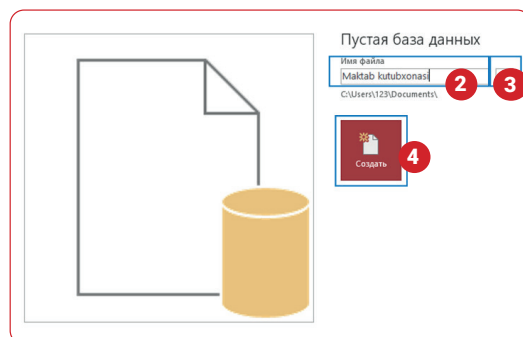 Пустая база данных
Имя файла
Maktab kutubxonasi
2
3
C:\Users\123\Documents\
4
Создать